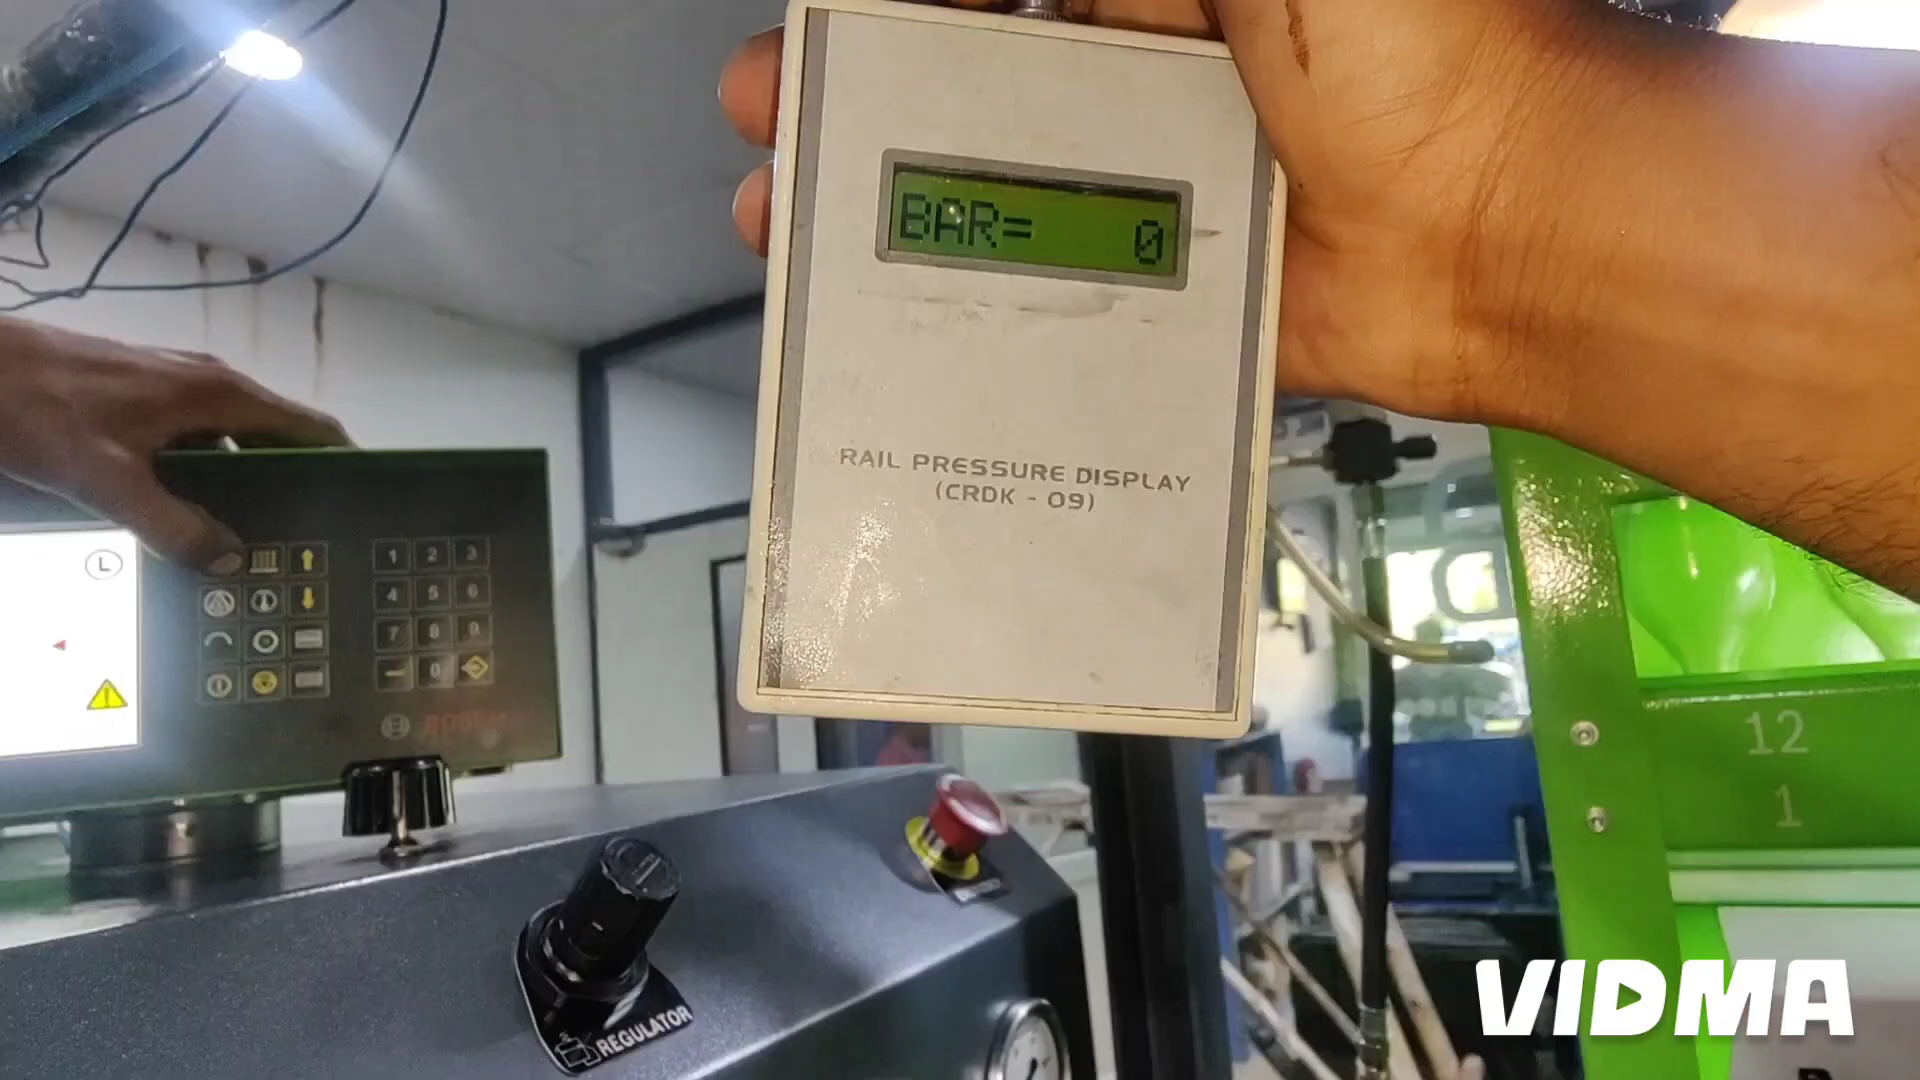 BAR= 0
RAIL PRESSURE DISPLAY
(CRDK - 09)
L
1 2 3
4 5 6
7 8 9
0
BOSCH
REGULATOR
12
1
VIDMA